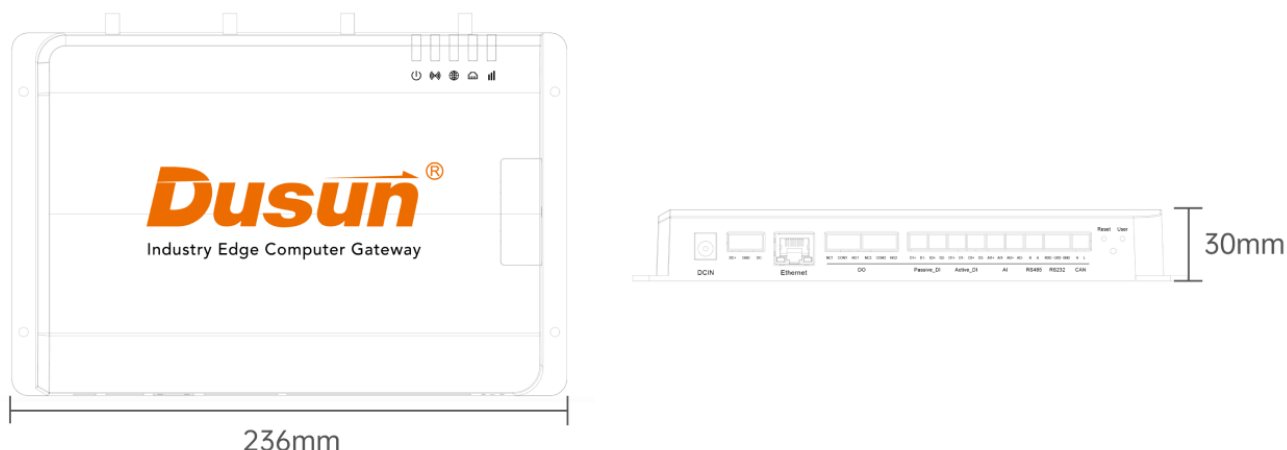 Dusun®
Industry Edge Computer Gateway
236mm
30mm
Reset User
DCIN
Ethernet
DO
Passive_DI Active_DI AI RS485 RS232 CAN